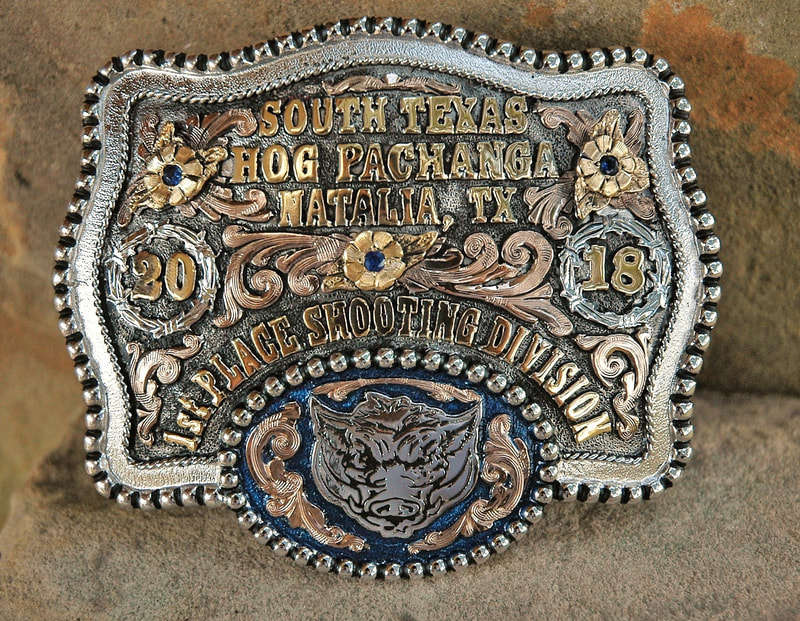 SOUTH TEXAS
HOG PACHANGA
NATALIA, TX
20 18
1st PLACE SHOOTING DIVISION